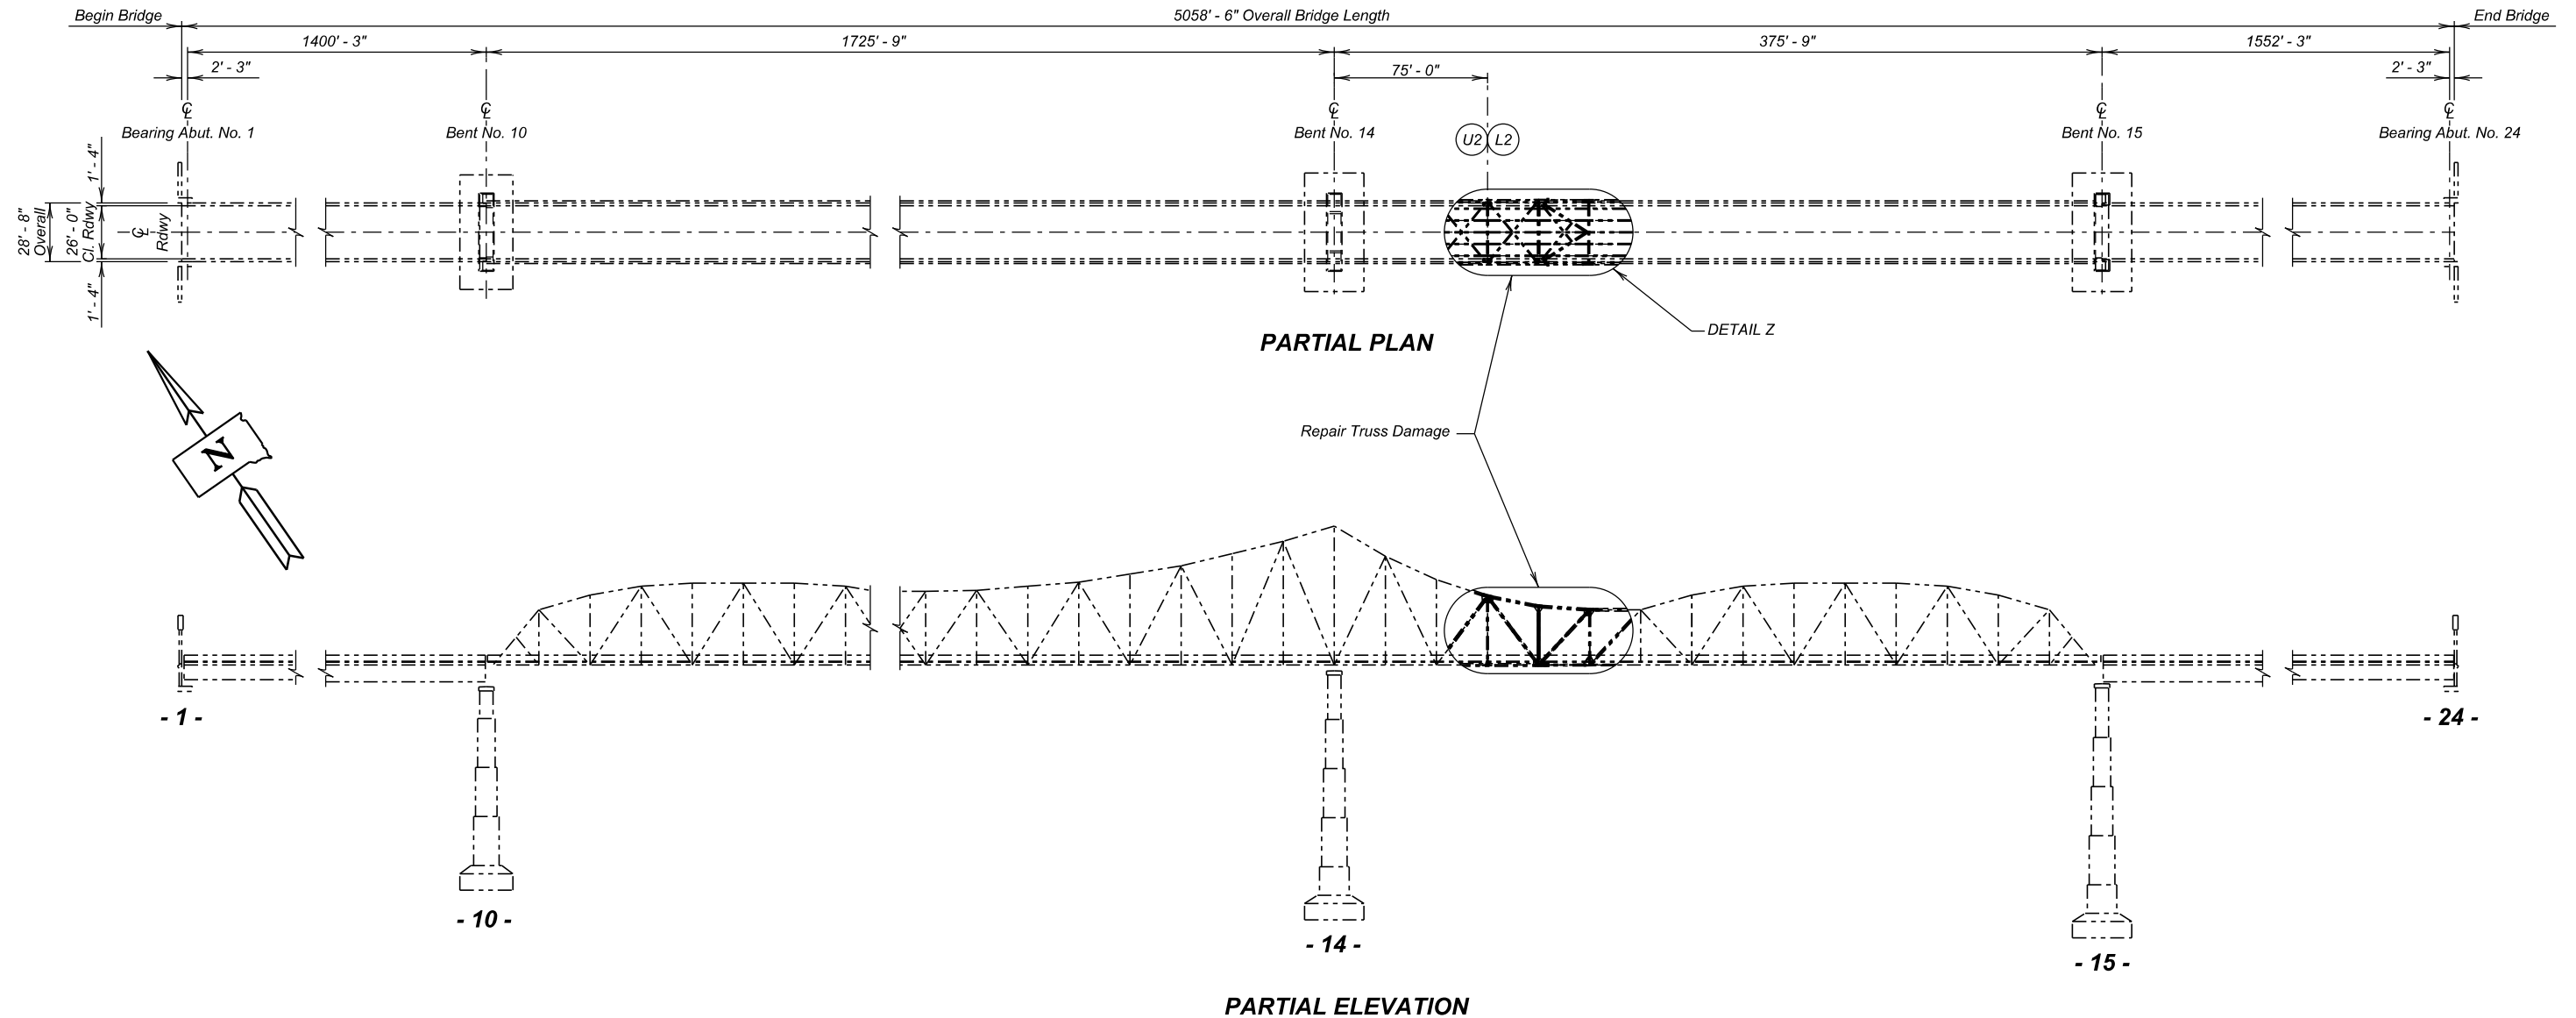 Begin Bridge
5058' - 6" Overall Bridge Length
End Bridge
1400' - 3"
1725' - 9"
375' - 9"
1552' - 3"
2' - 3"
75' - 0"
2' - 3"
℄
℄
℄
℄
℄
Bearing Abut. No. 1
Bent No. 10
Bent No. 14
U2
L2
Bent No. 15
Bearing Abut. No. 24
1' - 4"
28' - 8"
Overall
26' - 0"
Cl. Rdwy
℄
Rdwy
1' - 4"
DETAIL Z
PARTIAL PLAN
N
Repair Truss Damage
- 1 -
- 24 -
- 10 -
- 14 -
- 15 -
PARTIAL ELEVATION